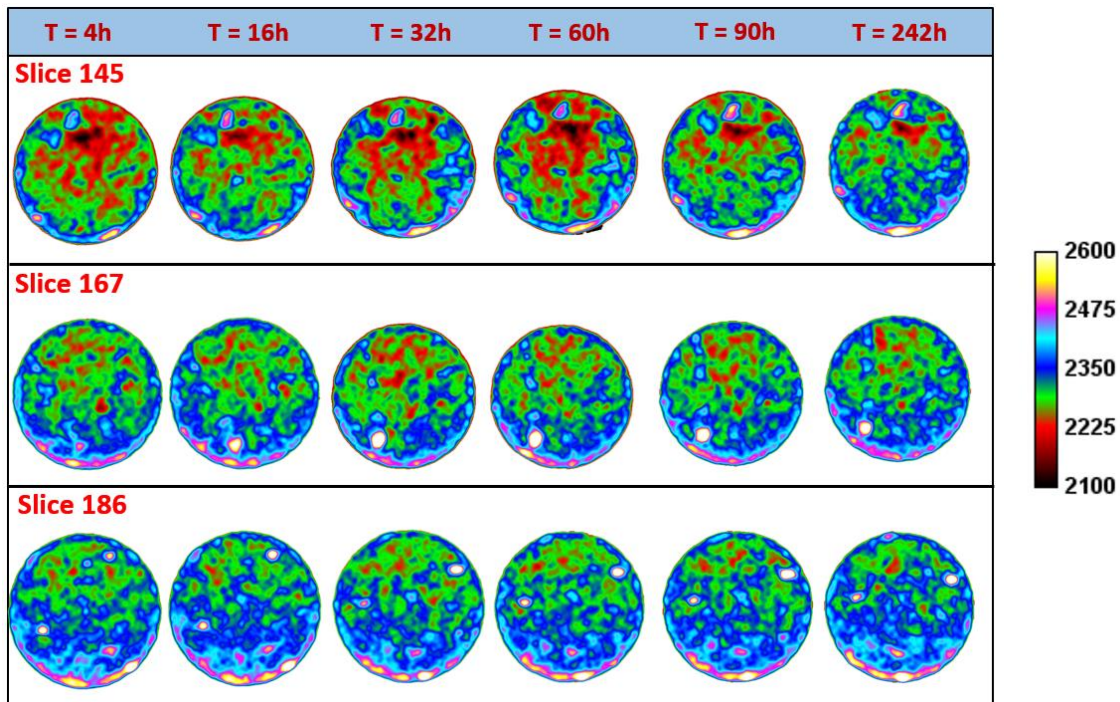 T = 4h T = 16h T = 32h T = 60h T = 90h T = 242h
Slice 145
Slice 167
Slice 186
2600
2475
2350
2225
2100